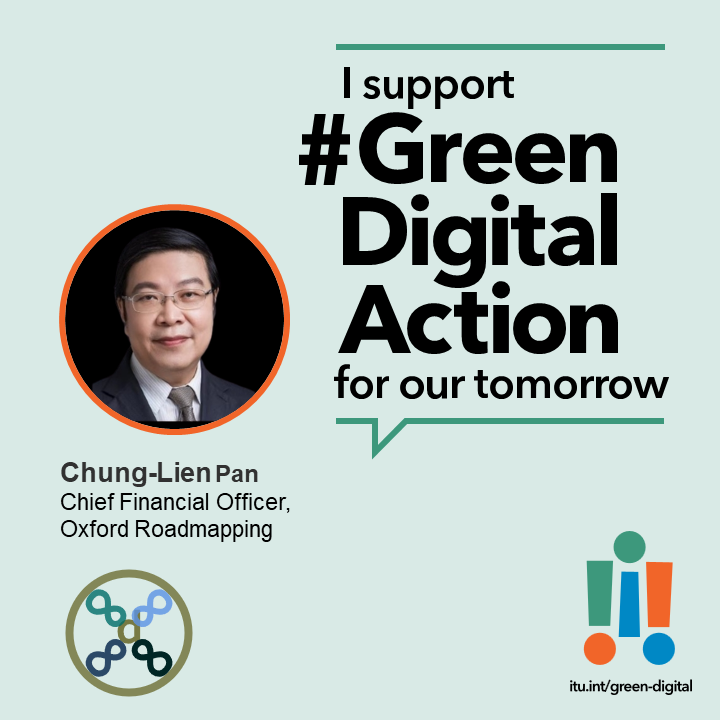 I support
#Green
Digital
Action
for our tomorrow
Chung-Lien Pan
Chief Financial Officer,
Oxford Roadmapping
itu.int/green-digital